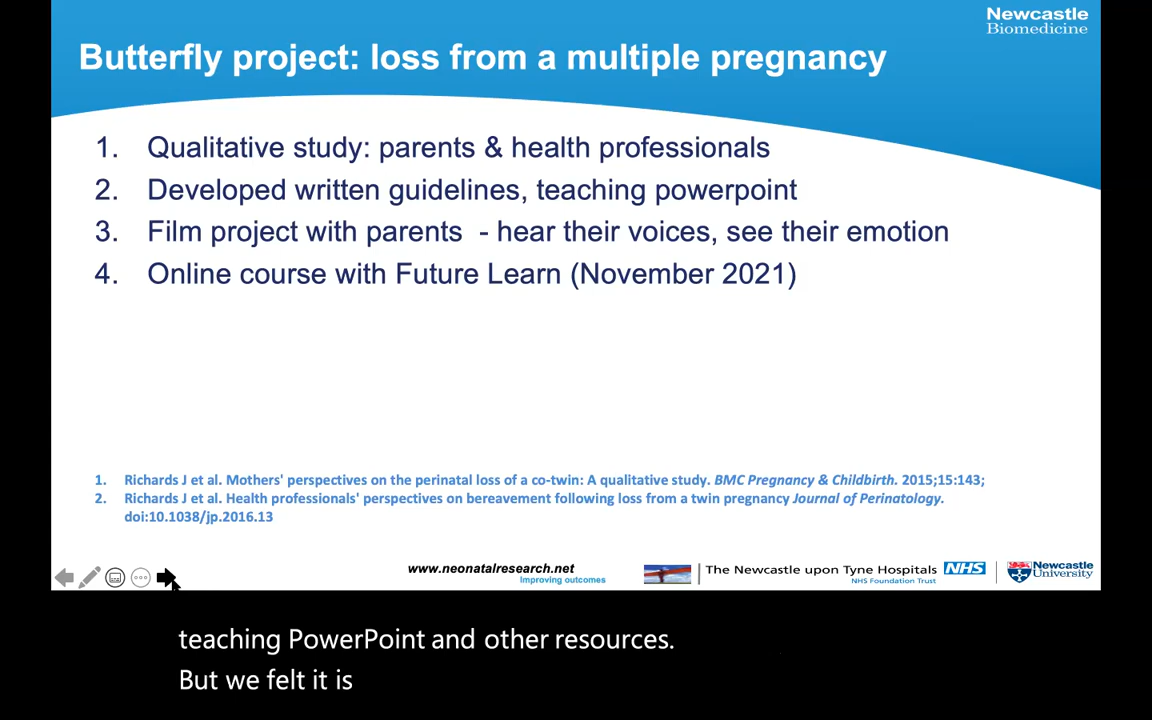 Newcastle
Biomedicine
Butterfly project: loss from a multiple pregnancy
1. Qualitative study: parents & health professionals
2. Developed written guidelines, teaching powerpoint
3. Film project with parents - hear their voices, see their emotion
4. Online course with Future Learn (November 2021)
1. Richards J et al. Mothers' perspectives on the perinatal loss of a co-twin: A qualitative study. BMC Pregnancy & Childbirth. 2015;15:143;
2. Richards J et al. Health professionals' perspectives on bereavement following loss from a twin pregnancy Journal of Perinatology.
doi:10.1038/jp.2016.13
www.neonatalresearch.net
Improving outcomes
The Newcastle upon Tyne Hospitals NHS
NHS Foundation Trust
Newcastle
University
teaching PowerPoint and other resources.
But we felt it is